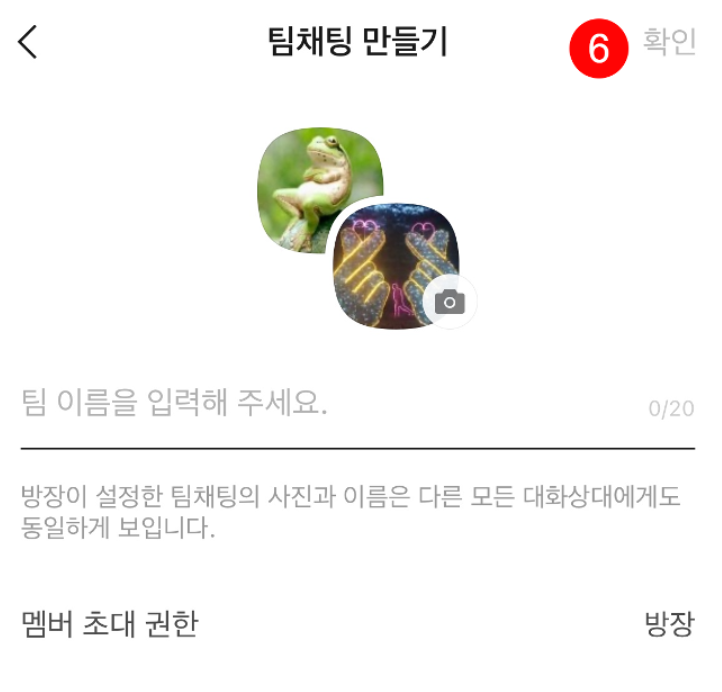 팀채팅 만들기
6 확인
팀 이름을 입력해 주세요.
0/20
방장이 설정한 팀채팅의 사진과 이름은 다른 모든 대화상대에게도
동일하게 보입니다.
멤버 초대 권한
방장